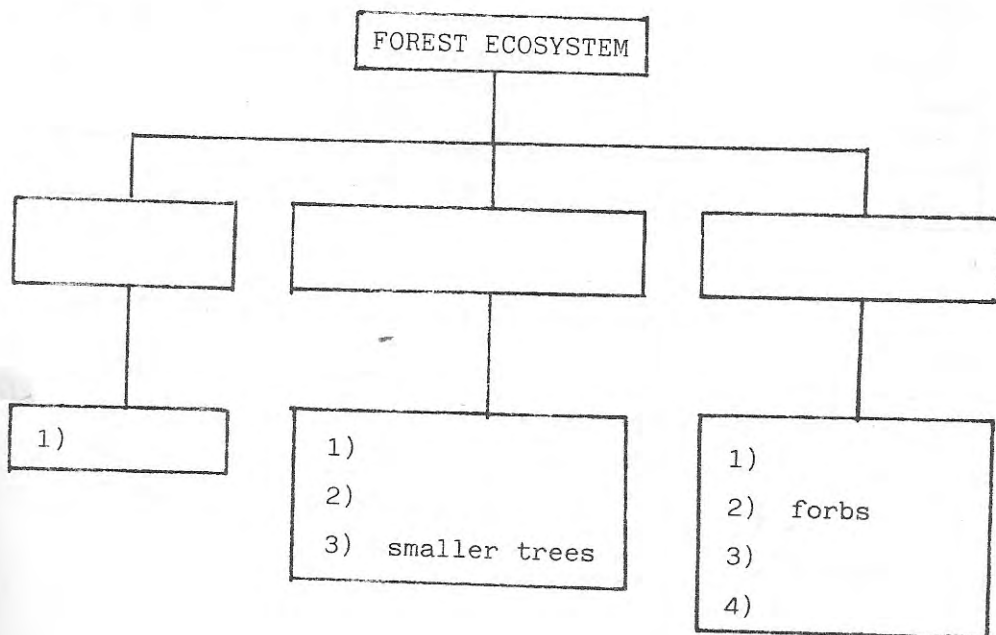 FOREST ECOSYSTEM
1)
1)
2)
3) smaller trees
1)
2) forbs
3)
4)